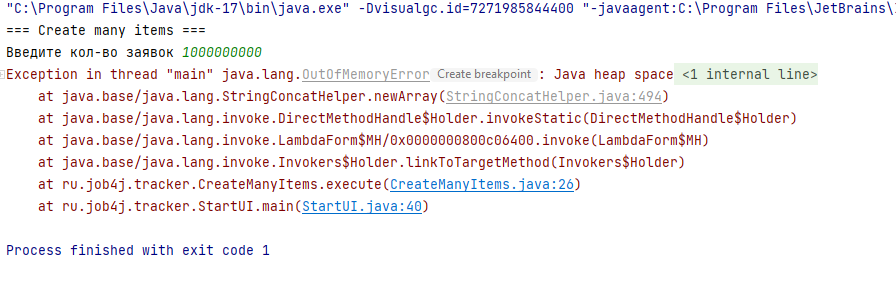 "C:\Program Files\Java\jdk-17\bin\java.exe" -Dvisualgc.id=7271985844400 "-javaagent:C:\Program Files\JetBrains\
=== Create many items ===
Введите кол-во заявок 1000000000
Exception in thread "main" java.lang.OutOfMemoryError Create breakpoint : Java heap space <1 internal line>
at java.base/java.lang.StringConcatHelper.newArray(StringConcatHelper.java:494)
at java.base/java.lang.invoke.DirectMethodHandle$Holder.invokeStatic(DirectMethodHandle$Holder)
at java.base/java.lang.invoke.LambdaForm$MH/0x0000000800c06400.invoke(LambdaForm$MH)
at java.base/java.lang.invoke.Invokers$Holder.linkToTargetMethod(Invokers$Holder)
at ru.job4j.tracker.CreateManyItems.execute(CreateManyItems.java:26)
at ru.job4j.tracker.StartUI.main(StartUI.java:40)
Process finished with exit code 1